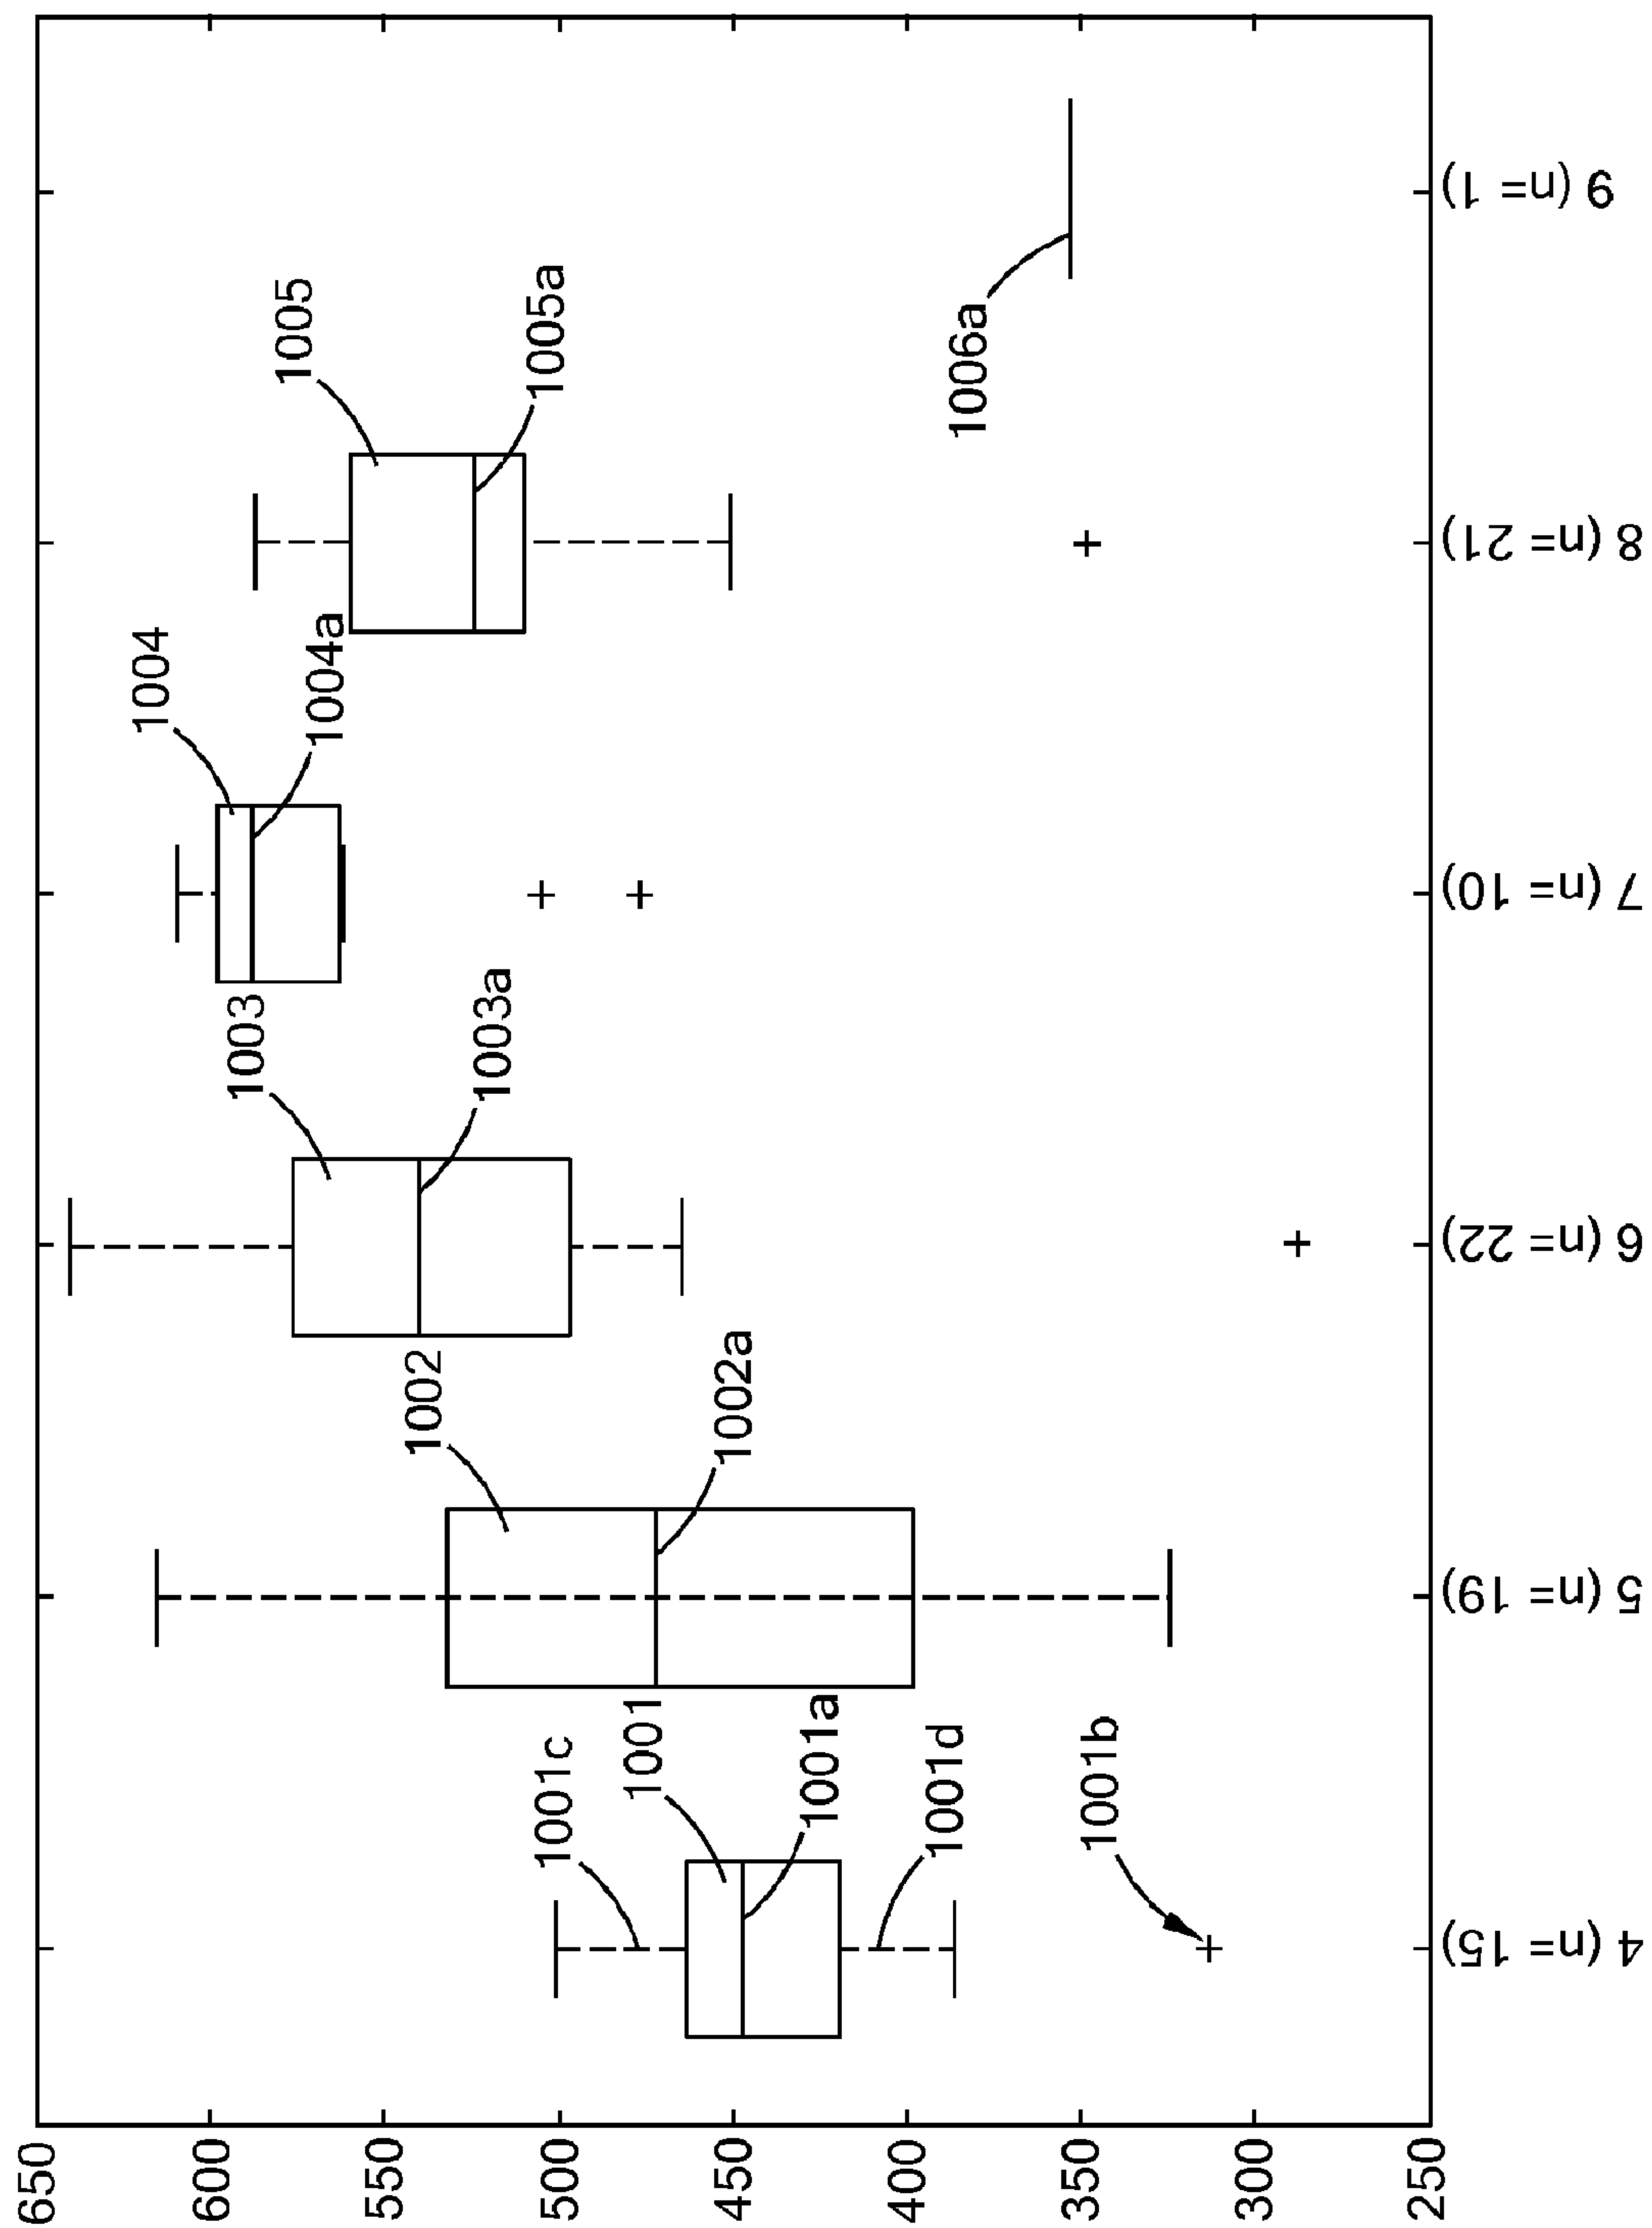 650
600
550
500
450
400
350
300
250
4 (n= 15)
5 (n= 19)
6 (n= 22)
7 (n= 10)
8 (n= 21)
9 (n= 1)
1001c
1001
1001a
1001d
1001b
1002
1002a
1003
1003a
1004
1004a
1005
1005a
1006a